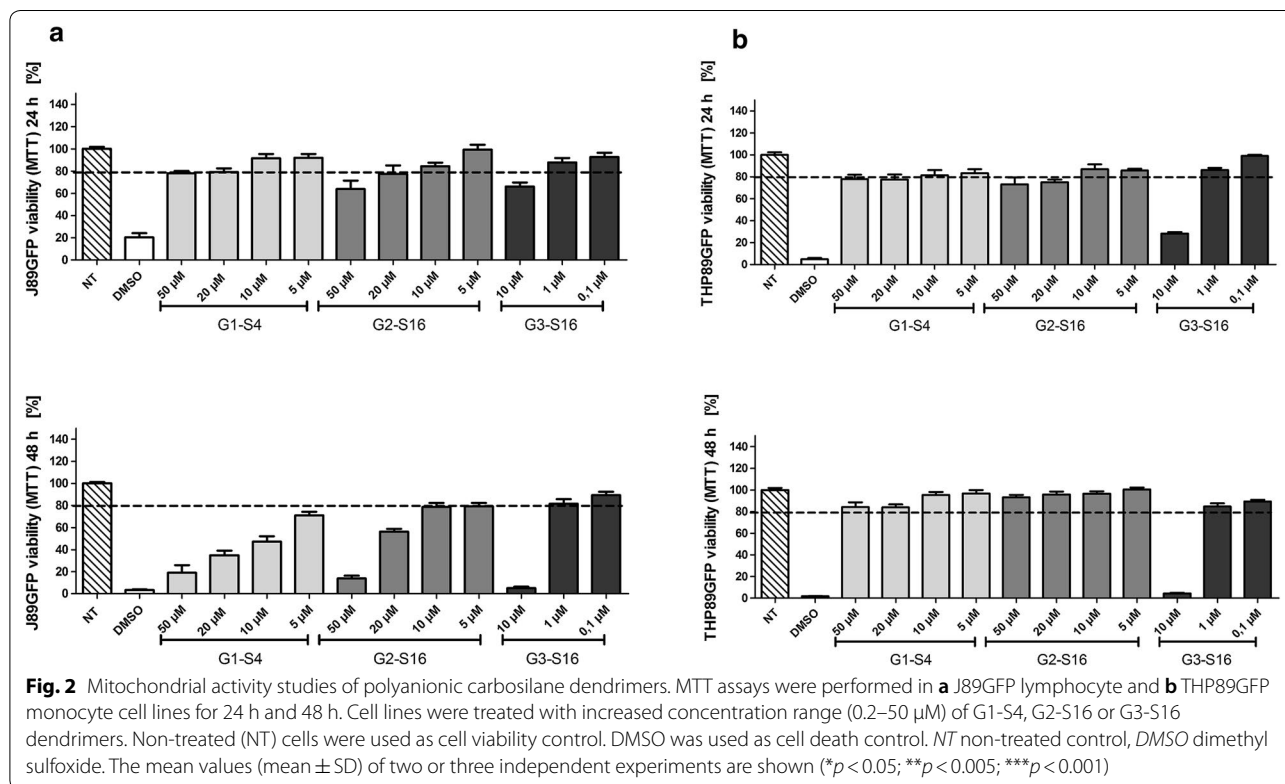 a
J89GFP viability (MTT) 24 h [%]
140
120
100
80
60
40
20
0
NT
DMSO
50 µM
20 µM
10 µM
5 µM
50 µM
20 µM
10 µM
5 µM
10 µM
1 µM
0,1 µM
G1-S4
G2-S16
G3-S16
b
THP89GFP viability (MTT) 24 h [%]
140
120
100
80
60
40
20
0
NT
DMSO
50 µM
20 µM
10 µM
5 µM
50 µM
20 µM
10 µM
5 µM
10 µM
1 µM
0,1 µM
G1-S4
G2-S16
G3-S16
J89GFP viability (MTT) 48 h [%]
140
120
100
80
60
40
20
0
NT
DMSO
50 µM
20 µM
10 µM
5 µM
50 µM
20 µM
10 µM
5 µM
10 µM
1 µM
0,1 µM
G1-S4
G2-S16
G3-S16
THP89GFP viability (MTT) 48 h [%]
140
120
100
80
60
40
20
0
NT
DMSO
50 µM
20 µM
10 µM
5 µM
50 µM
20 µM
10 µM
5 µM
10 µM
1 µM
0,1 µM
G1-S4
G2-S16
G3-S16
Fig. 2 Mitochondrial activity studies of polyanionic carbosilane dendrimers. MTT assays were performed in a J89GFP lymphocyte and b THP89GFP
monocyte cell lines for 24 h and 48 h. Cell lines were treated with increased concentration range (0.2–50 µM) of G1-S4, G2-S16 or G3-S16
dendrimers. Non-treated (NT) cells were used as cell viability control. DMSO was used as cell death control. NT non-treated control, DMSO dimethyl
sulfoxide. The mean values (mean ± SD) of two or three independent experiments are shown (*p < 0.05; **p < 0.005; ***p < 0.001)